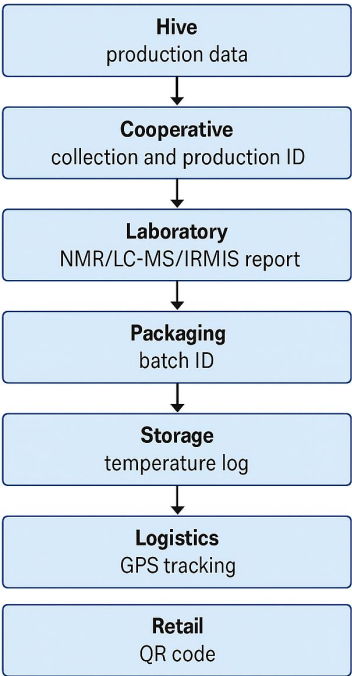 Hive
production data
Cooperative
collection and production ID
Laboratory
NMR/LC-MS/IRMIS report
Packaging
batch ID
Storage
temperature log
Logistics
GPS tracking
Retail
QR code